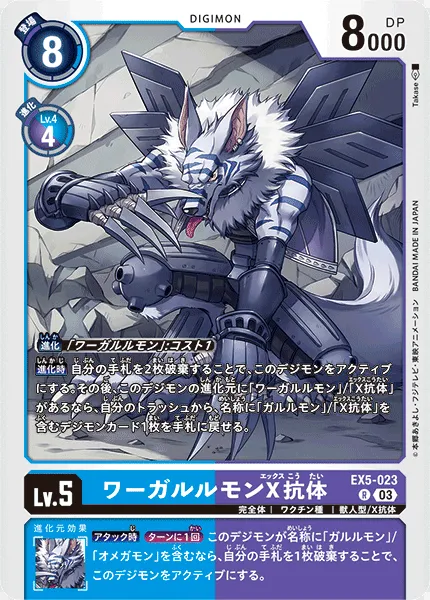 DIGIMON
登場
8
DP
8000
進化
Lv.4
4
Takase
©本郷あきよし・フジテレビ・東映アニメーション BANDAI MADE IN JAPAN
進化 「ワーガルルモン」:コスト1
進化時 自分の手札を2枚破棄することで、このデジモンをアクティブ
にする。その後、このデジモンの進化元に「ワーガルルモン」/「X抗体」
があるなら、自分のトラッシュから、名称に「ガルルモン」/「X抗体」を
含むデジモンカード1枚を手札に戻せる。
Lv.5
ワーガルルモンX抗体
エックス こう たい
EX5-023
R 03
完全体 ワクチン種 獣人型/X抗体
進化元効果
アタック時 ターンに1回 このデジモンが名称に「ガルルモン」/
「オメガモン」を含むなら、自分の手札を1枚破棄することで、
このデジモンをアクティブにする。